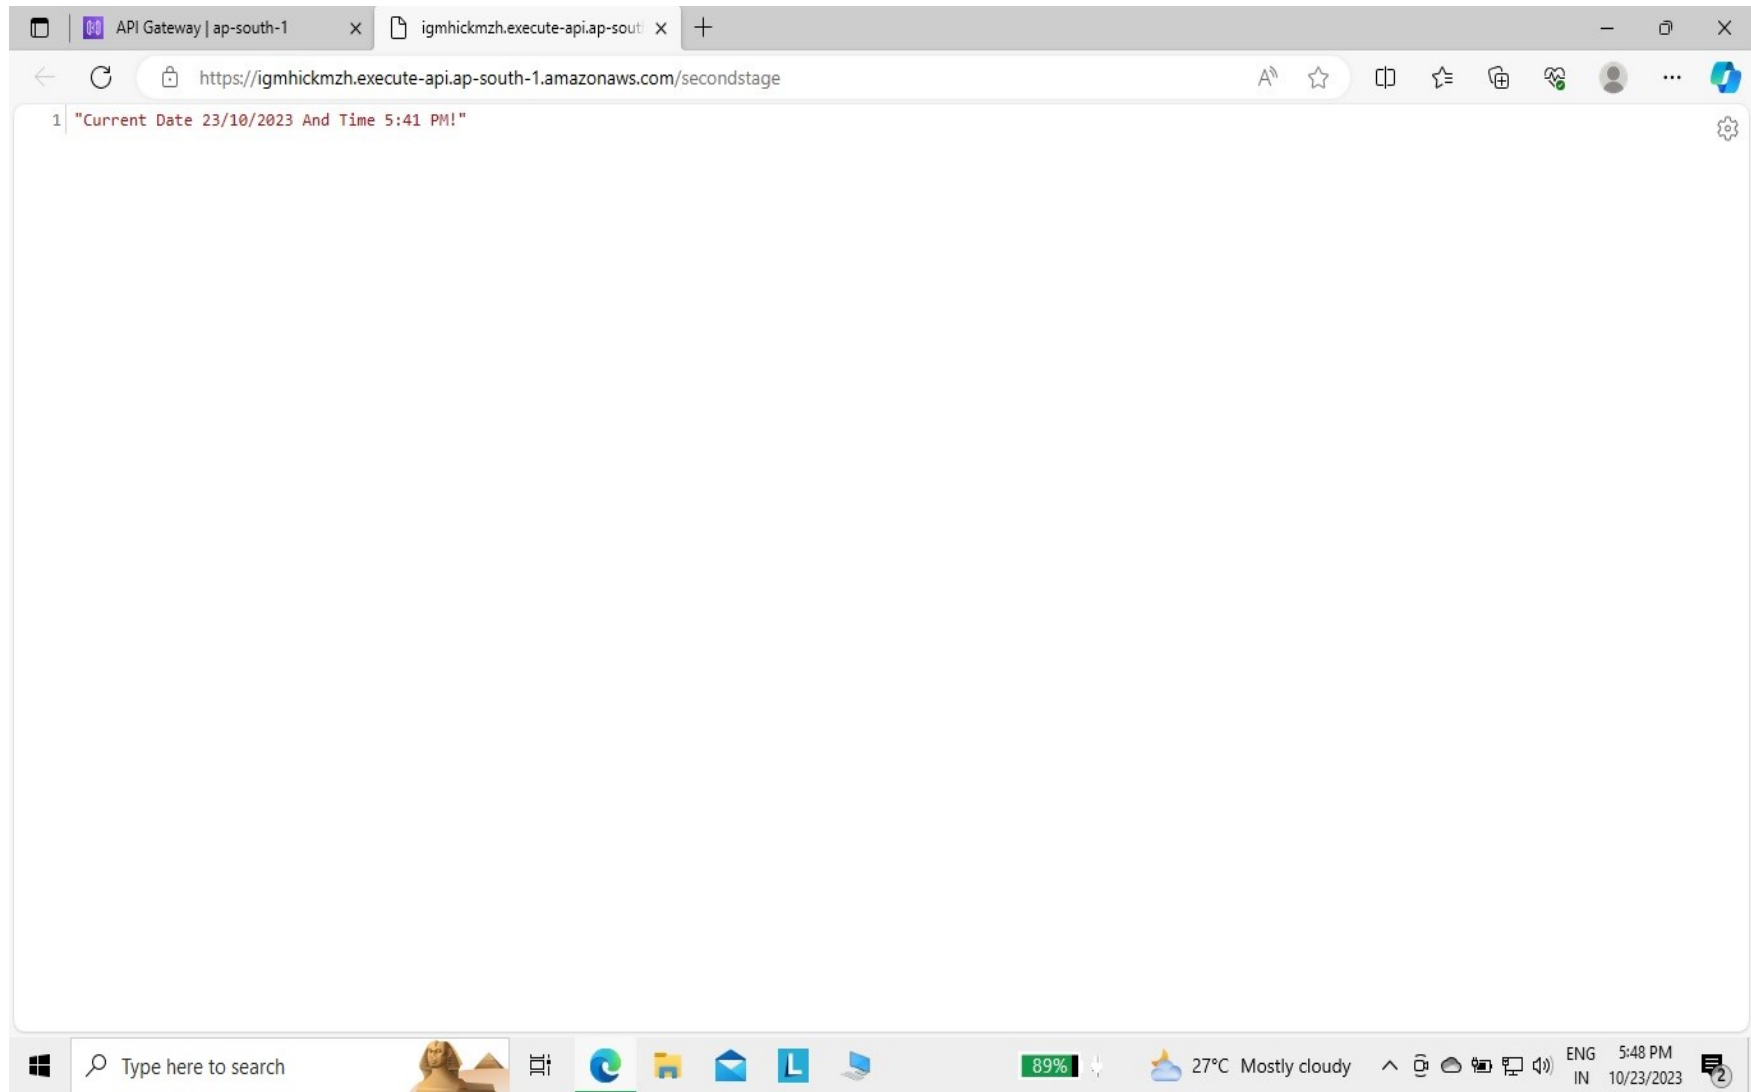 API Gateway | ap-south-1
igmhickmzh.execute-api.ap-sout
https://igmhickmzh.execute-api.ap-south-1.amazonaws.com/secondstage
1 "Current Date 23/10/2023 And Time 5:41 PM!"
Type here to search
L
89%
27°C Mostly cloudy
ENG
IN
5:48 PM
10/23/2023
2